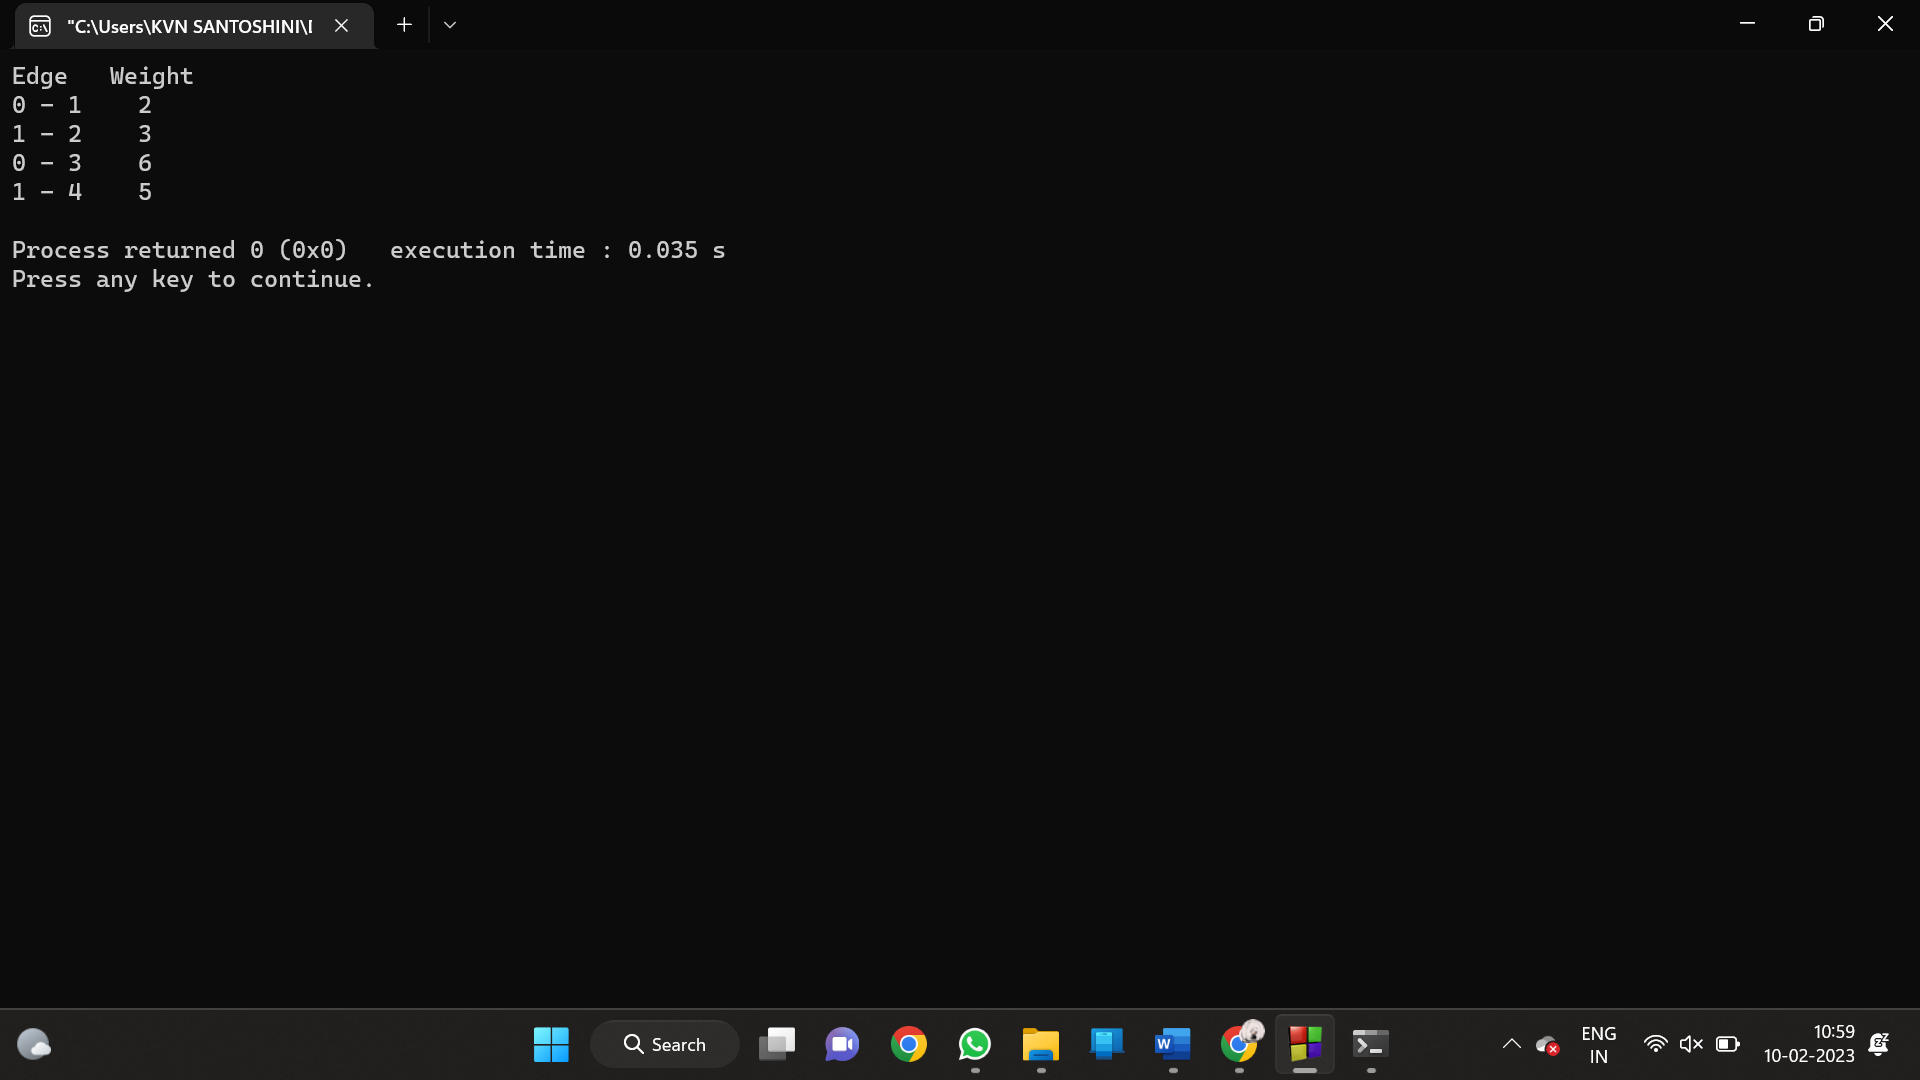 "C:\Users\KVN SANTOSHINI\
Edge   Weight
0 - 1    2
1 - 2    3
0 - 3    6
1 - 4    5
Process returned 0 (0x0)   execution time : 0.035 s
Press any key to continue.
Search
ENG
IN
10:59
10-02-2023